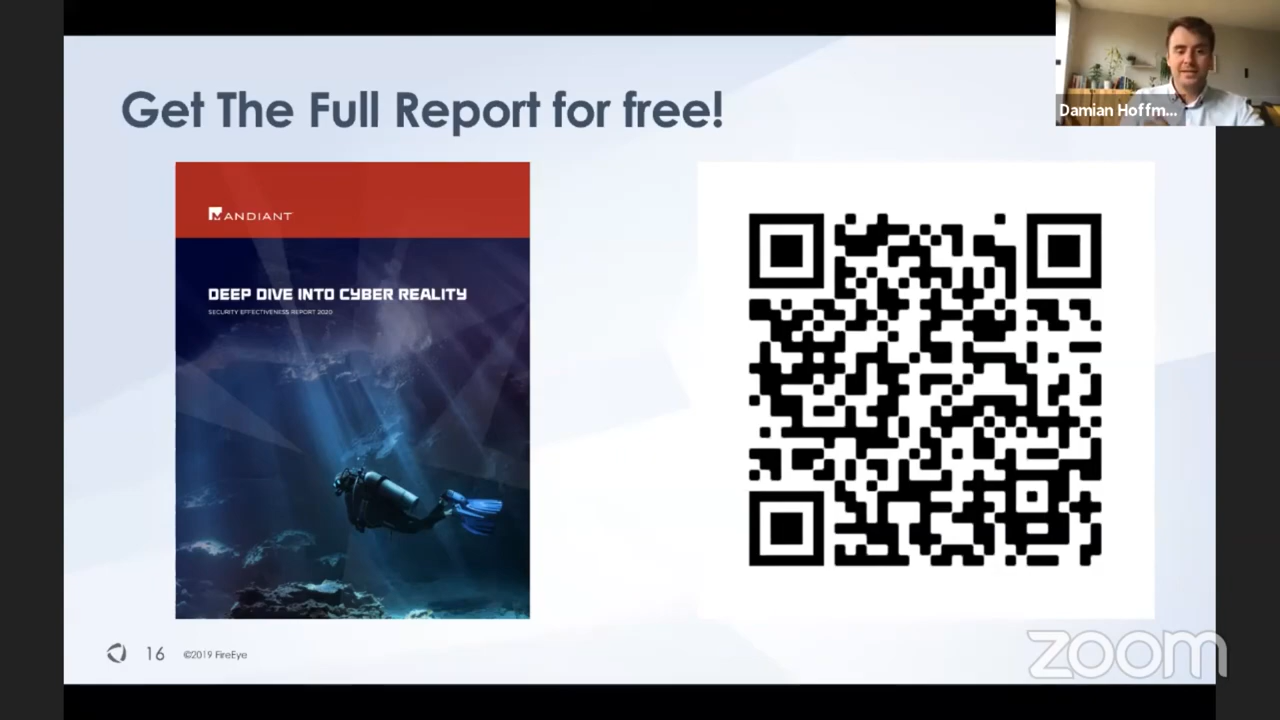 Get The Full Report for free!
Damian Hoffm...
MANDIANT
DEEP DIVE INTO CYBER REALITY
SECURITY EFFECTIVENESS REPORT 2020
16 ©2019 FireEye
zoom